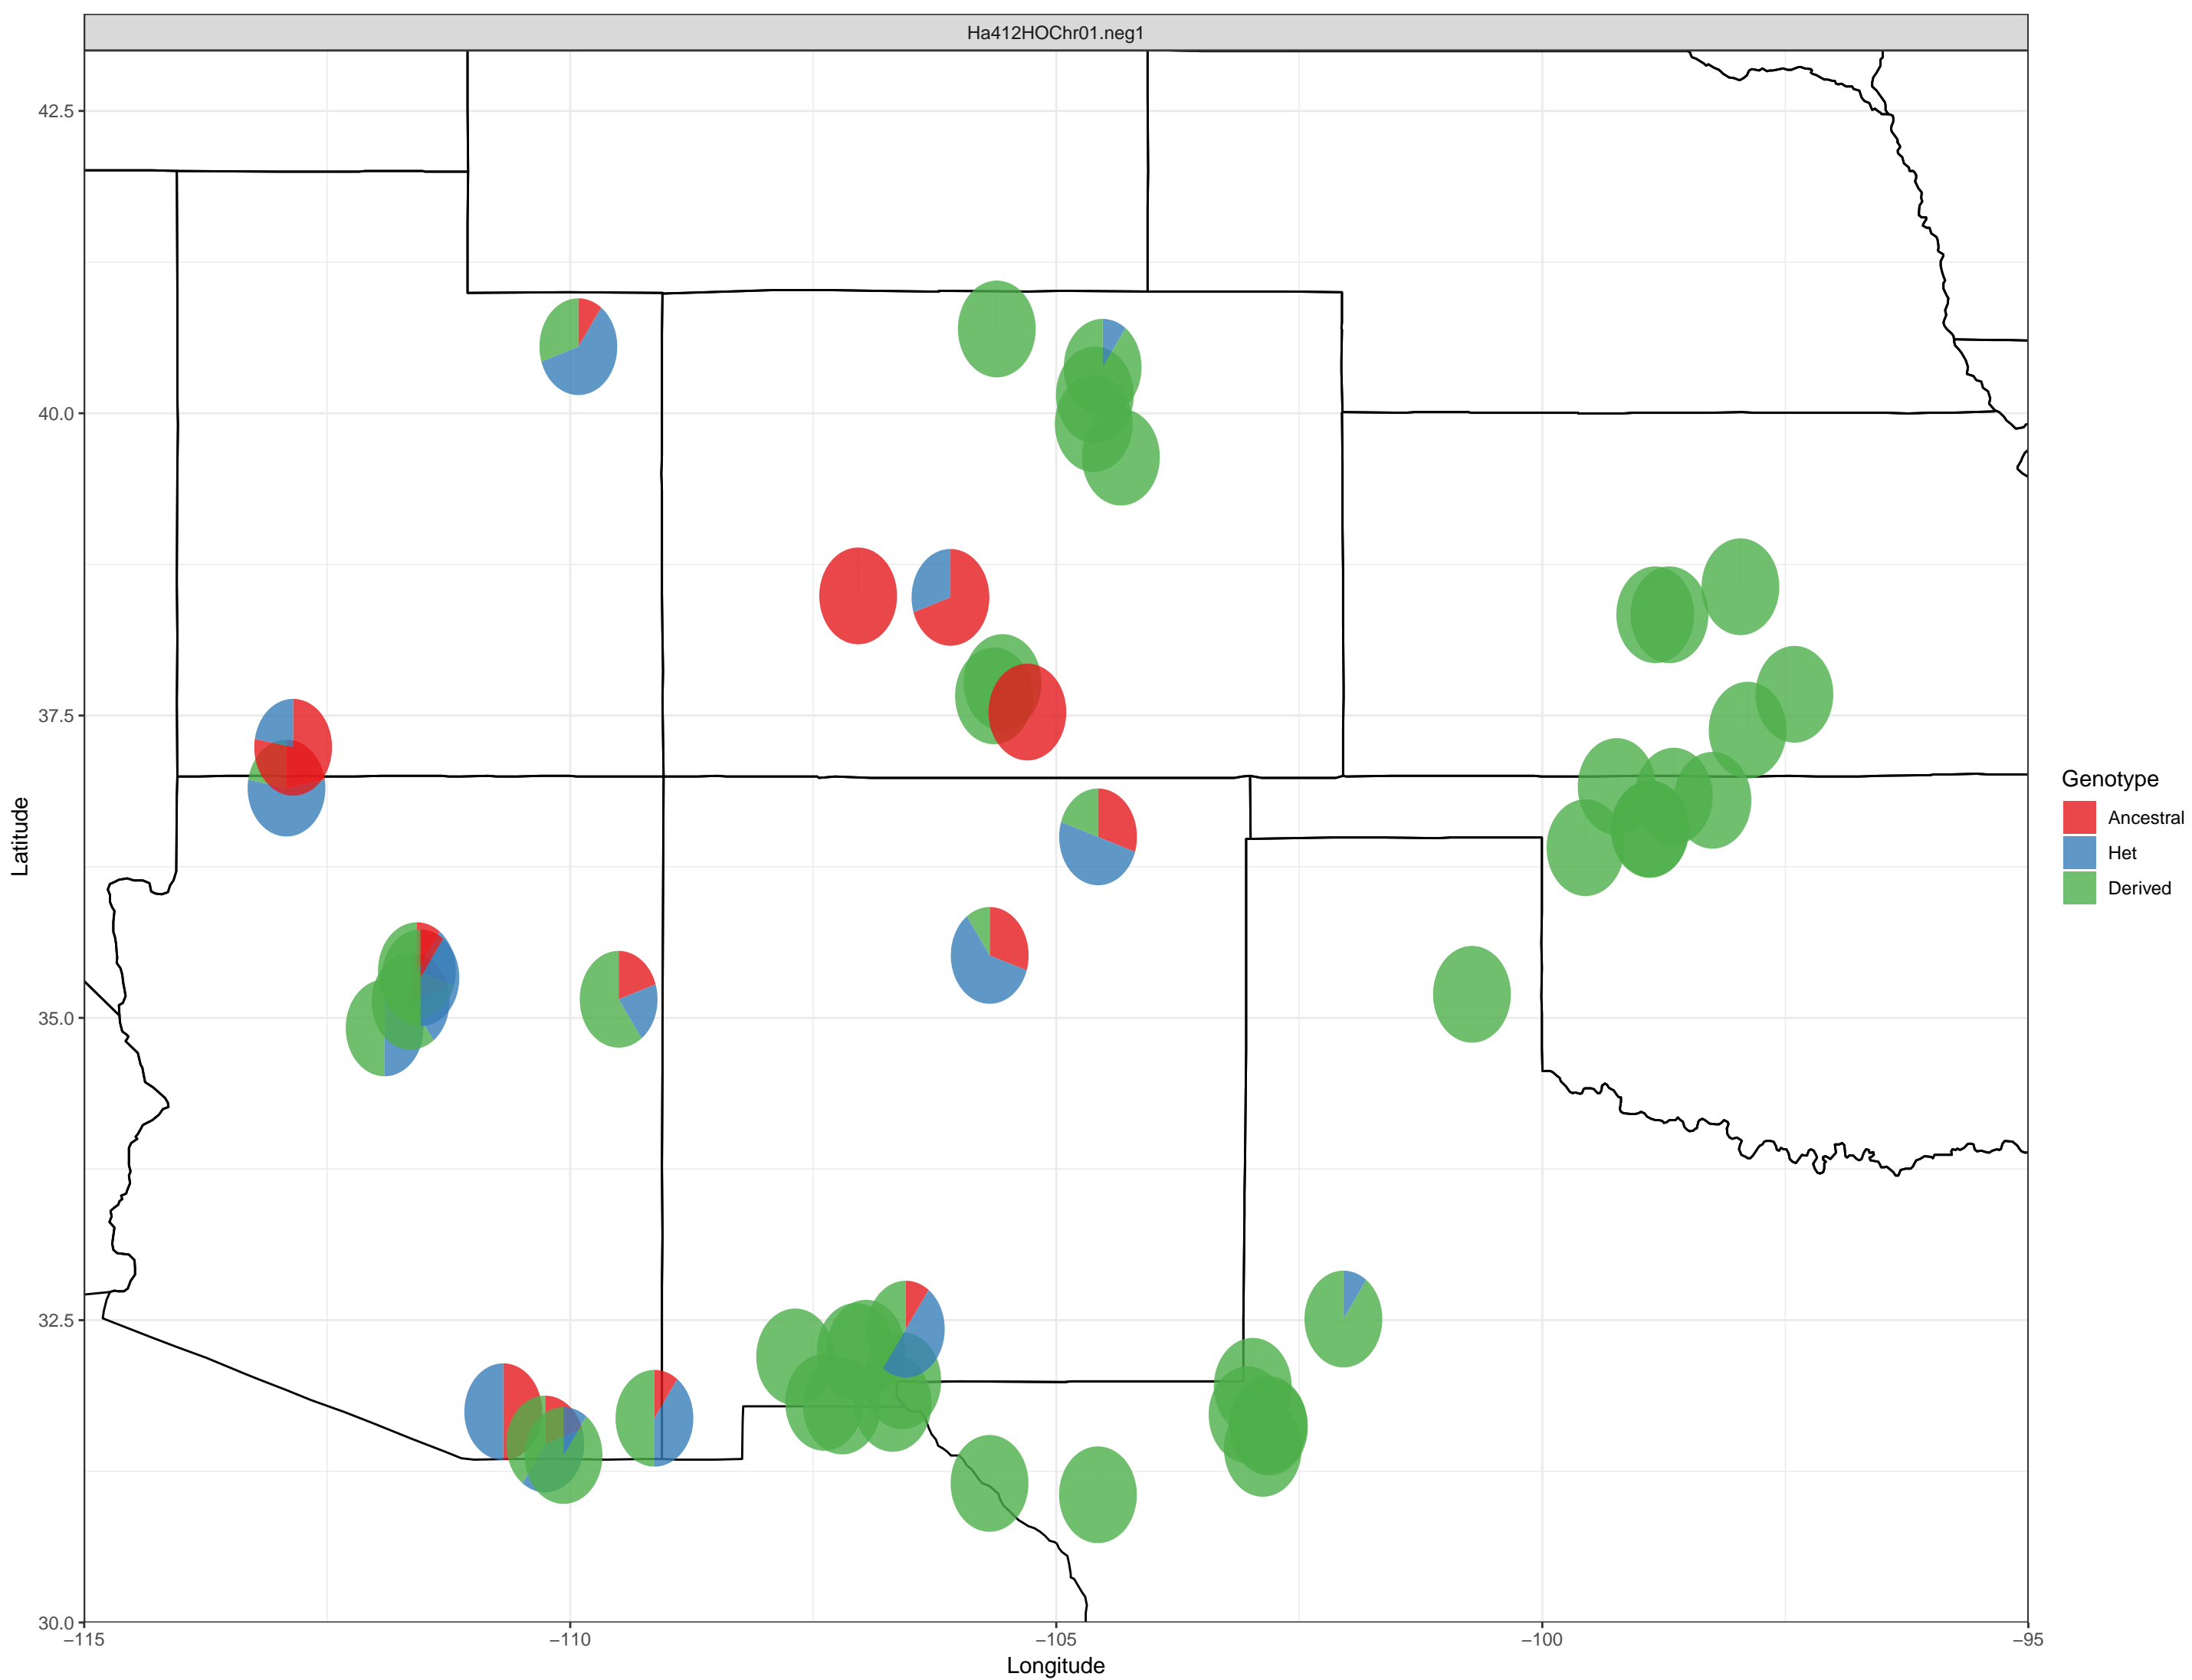 Ha412HOChr01.neg1
42.5
40.0
37.5
35.0
32.5
30.0
Latitude
−115
−110
−105
−100
−95
Longitude
Genotype
Ancestral
Het
Derived